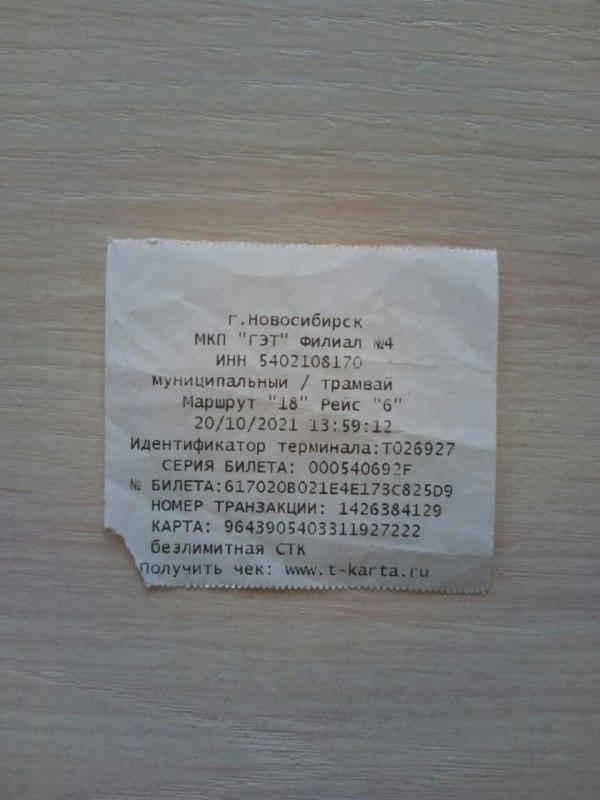 г.Новосибирск
МКП "ГЭТ" Филиал №4
ИНН 5402108170
муниципальный / трамвай
Маршрут "18" Рейс "6"
20/10/2021 13:59:12
Идентификатор терминала:T026927
СЕРИЯ БИЛЕТА: 000540692F
№ БИЛЕТА:617020B021E4E173C825D9
НОМЕР ТРАНЗАКЦИИ: 1426384129
КАРТА: 9643905403311927222
безлимитная СТК
Получить чек: www.t-karta.ru